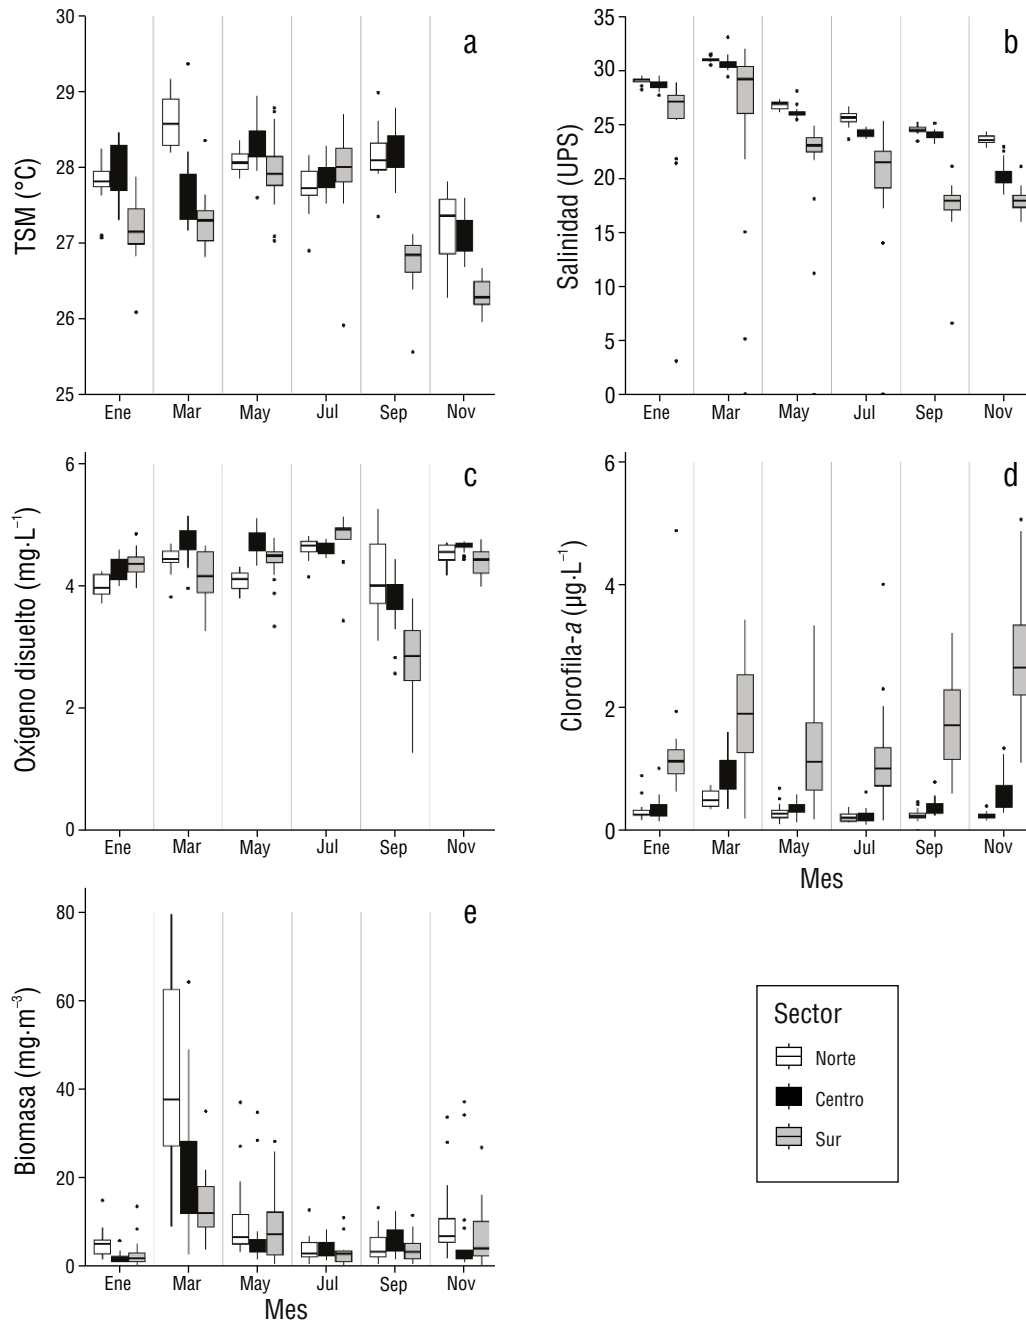 a
TSM (°C)
30
29
28
27
26
25
Ene Mar May Jul Sep Nov
b
Salinidad (UPS)
35
30
25
20
15
10
5
0
Ene Mar May Jul Sep Nov
c
Oxígeno disuelto (mg·L⁻¹)
6
4
2
0
Ene Mar May Jul Sep Nov
d
Clorofila-a (µg·L⁻¹)
6
4
2
0
Ene Mar May Jul Sep Nov
Mes
e
Biomasa (mg·m⁻³)
80
60
40
20
0
Ene Mar May Jul Sep Nov
Mes
Sector
Norte
Centro
Sur